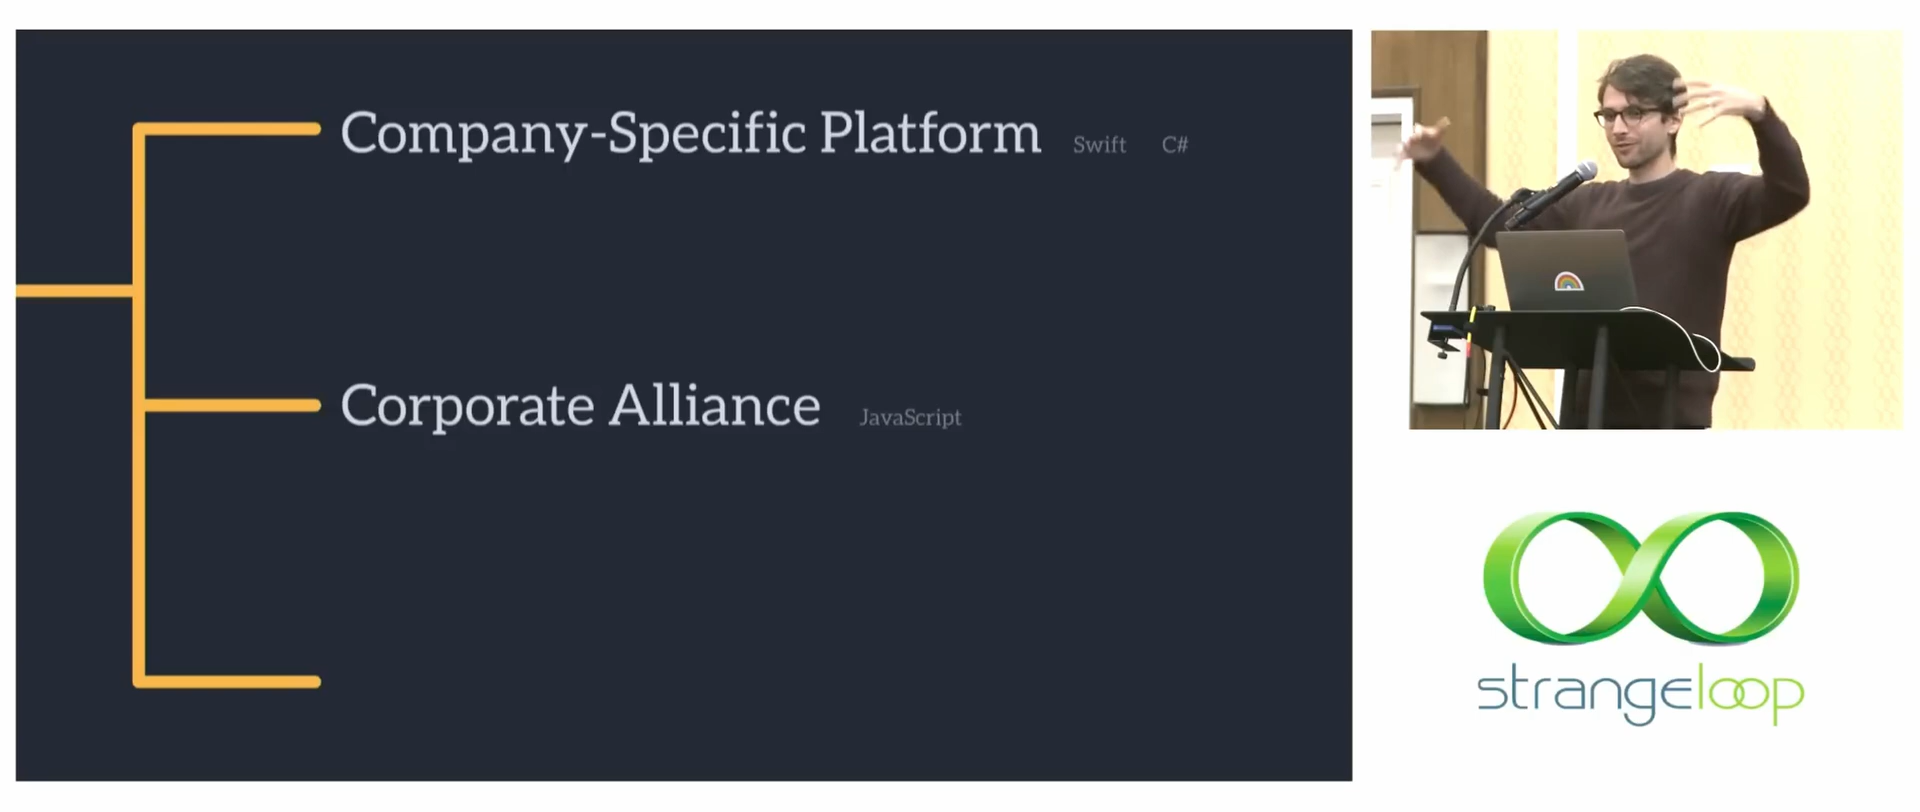 Company-Specific Platform Swift C#
Corporate Alliance JavaScript
strangeloop